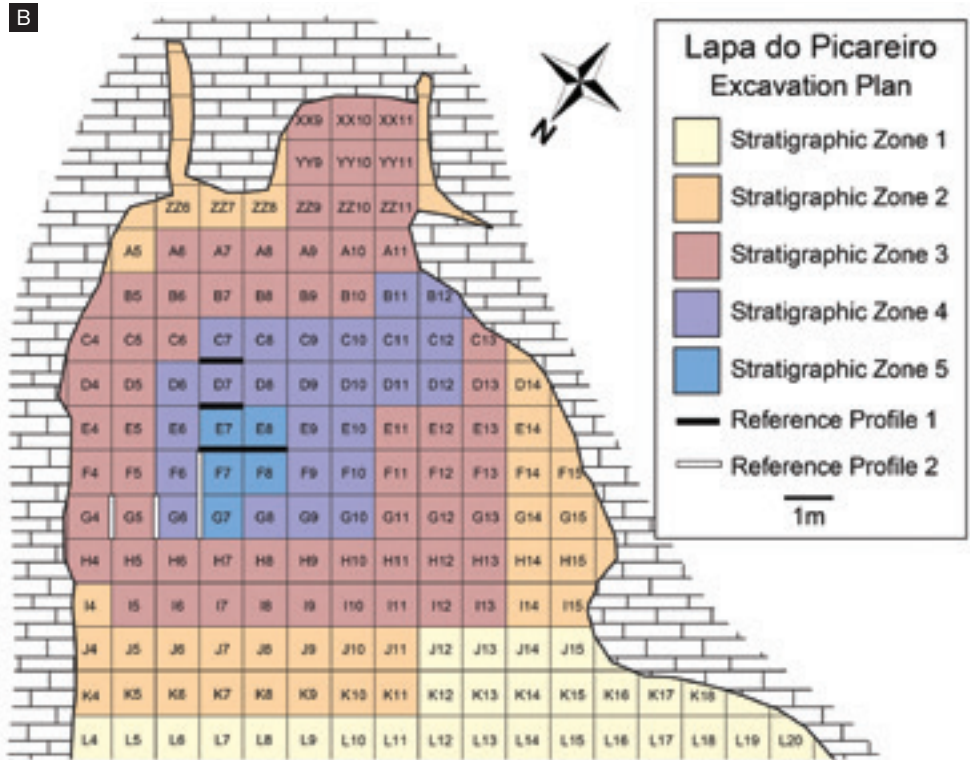 B
Lapa do Picareiro
Excavation Plan
Stratigraphic Zone 1
Stratigraphic Zone 2
Stratigraphic Zone 3
Stratigraphic Zone 4
Stratigraphic Zone 5
Reference Profile 1
Reference Profile 2
1m
N
XX9 XX10 XX11
YY9 YY10 YY11
ZZ6 ZZ7 ZZ8 ZZ9 ZZ10 ZZ11
A5 A6 A7 A8 A9 A10 A11
B5 B6 B7 B8 B9 B10 B11 B12
C4 C5 C6 C7 C8 C9 C10 C11 C12 C13
D4 D5 D6 D7 D8 D9 D10 D11 D12 D13 D14
E4 E5 E6 E7 E8 E9 E10 E11 E12 E13 E14
F4 F5 F6 F7 F8 F9 F10 F11 F12 F13 F14 F15
G4 G5 G6 G7 G8 G9 G10 G11 G12 G13 G14 G15
H4 H5 H6 H7 H8 H9 H10 H11 H12 H13 H14 H15
I4 I5 I6 I7 I8 I9 I10 I11 I12 I13 I14 I15
J4 J5 J6 J7 J8 J9 J10 J11 J12 J13 J14 J15
K4 K5 K6 K7 K8 K9 K10 K11 K12 K13 K14 K15 K16 K17 K18
L4 L5 L6 L7 L8 L9 L10 L11 L12 L13 L14 L15 L16 L17 L18 L19 L20